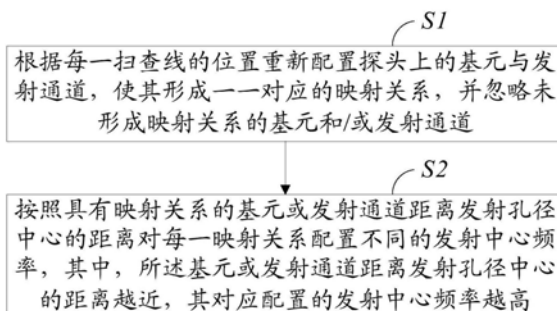 S1
根据每一扫查线的位置重新配置探头上的基元与发
射通道，使其形成一一对应的映射关系，并忽略未
形成映射关系的基元和/或发射通道
S2
按照具有映射关系的基元或发射通道距离发射孔径
中心的距离对每一映射关系配置不同的发射中心频
率，其中，所述基元或发射通道距离发射孔径中心
的距离越近，其对应配置的发射中心频率越高